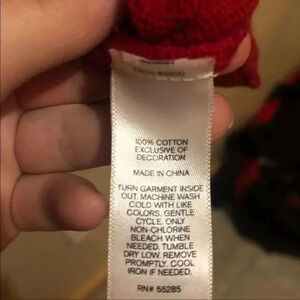 100% COTTON
EXCLUSIVE OF
DECORATION
MADE IN CHINA
TURN GARMENT INSIDE
OUT. MACHINE WASH
COLD WITH LIKE
COLORS. GENTLE
CYCLE. ONLY
NON-CHLORINE
BLEACH WHEN
NEEDED. TUMBLE
DRY LOW. REMOVE
PROMPTLY. COOL
IRON IF NEEDED.
RN# 55285